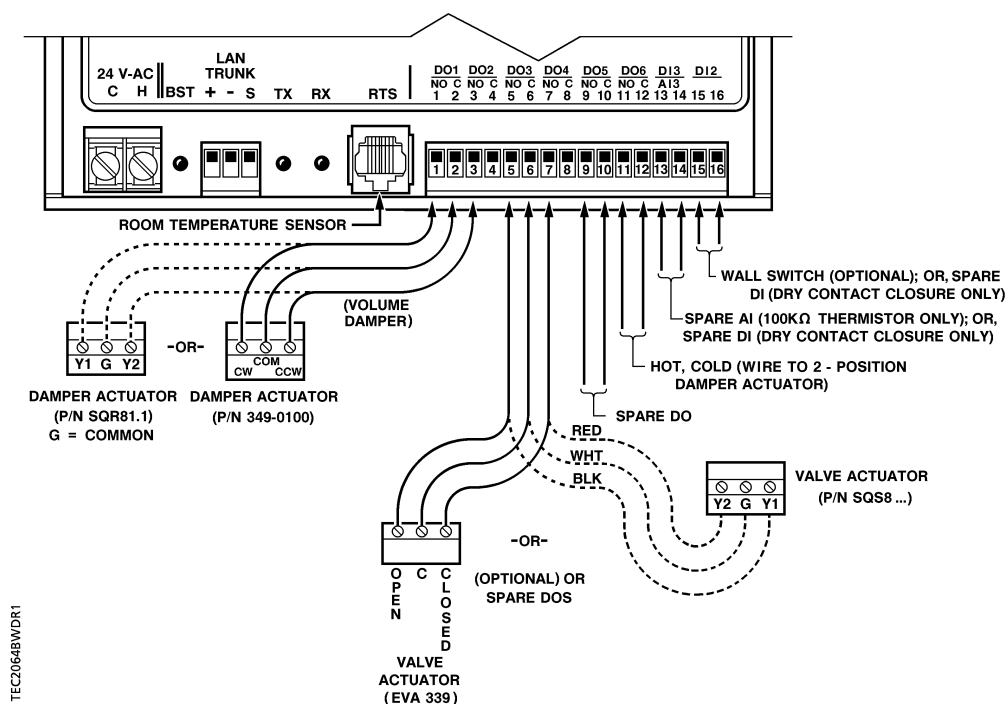 24 V-AC
C H
BST
LAN
TRUNK
+ - S
TX RX RTS
DO1 DO2 DO3 DO4 DO5 DO6 DI3 DI2
NO C NO C NO C NO C NO C NO C AI3
1 2 3 4 5 6 7 8 9 10 11 12 13 14 15 16
1 2 3 4 5 6 7 8 9 10 11 12 13 14 15 16
ROOM TEMPERATURE SENSOR
(VOLUME
DAMPER)
WALL SWITCH (OPTIONAL); OR, SPARE
DI (DRY CONTACT CLOSURE ONLY)
SPARE AI (100KΩ THERMISTOR ONLY); OR,
SPARE DI (DRY CONTACT CLOSURE ONLY)
HOT, COLD (WIRE TO 2 - POSITION
DAMPER ACTUATOR)
SPARE DO
Y1 G Y2
-OR-
CW COM CCW
DAMPER ACTUATOR
(P/N SQR81.1)
G = COMMON
DAMPER ACTUATOR
(P/N 349-0100)
RED
WHT
BLK
Y2 G Y1
VALVE ACTUATOR
(P/N SQS8 ...)
OPEN
C
CLOSED
-OR-
(OPTIONAL) OR
SPARE DOS
VALVE
ACTUATOR
(EVA 339)
TEC2064BWDR1